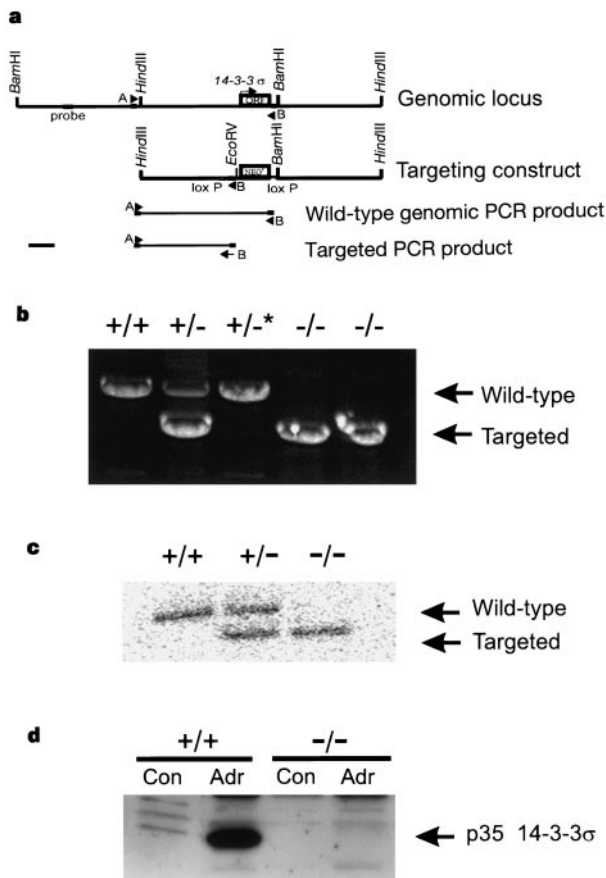 a
BamHI
HindIII
14-3-3 σ
BamHI
HindIII
A
ORF
Genomic locus
probe
B
HindIII
EcoRV
BamHI
HindIII
NEOʳ
Targeting construct
lox P
B
lox P
A
B
Wild-type genomic PCR product
A
B
Targeted PCR product
b
+/+ +/- +/-* -/- -/-
Wild-type
Targeted
c
+/+ +/− −/−
Wild-type
Targeted
d
+/+ −/−
Con Adr Con Adr
p35 14-3-3σ